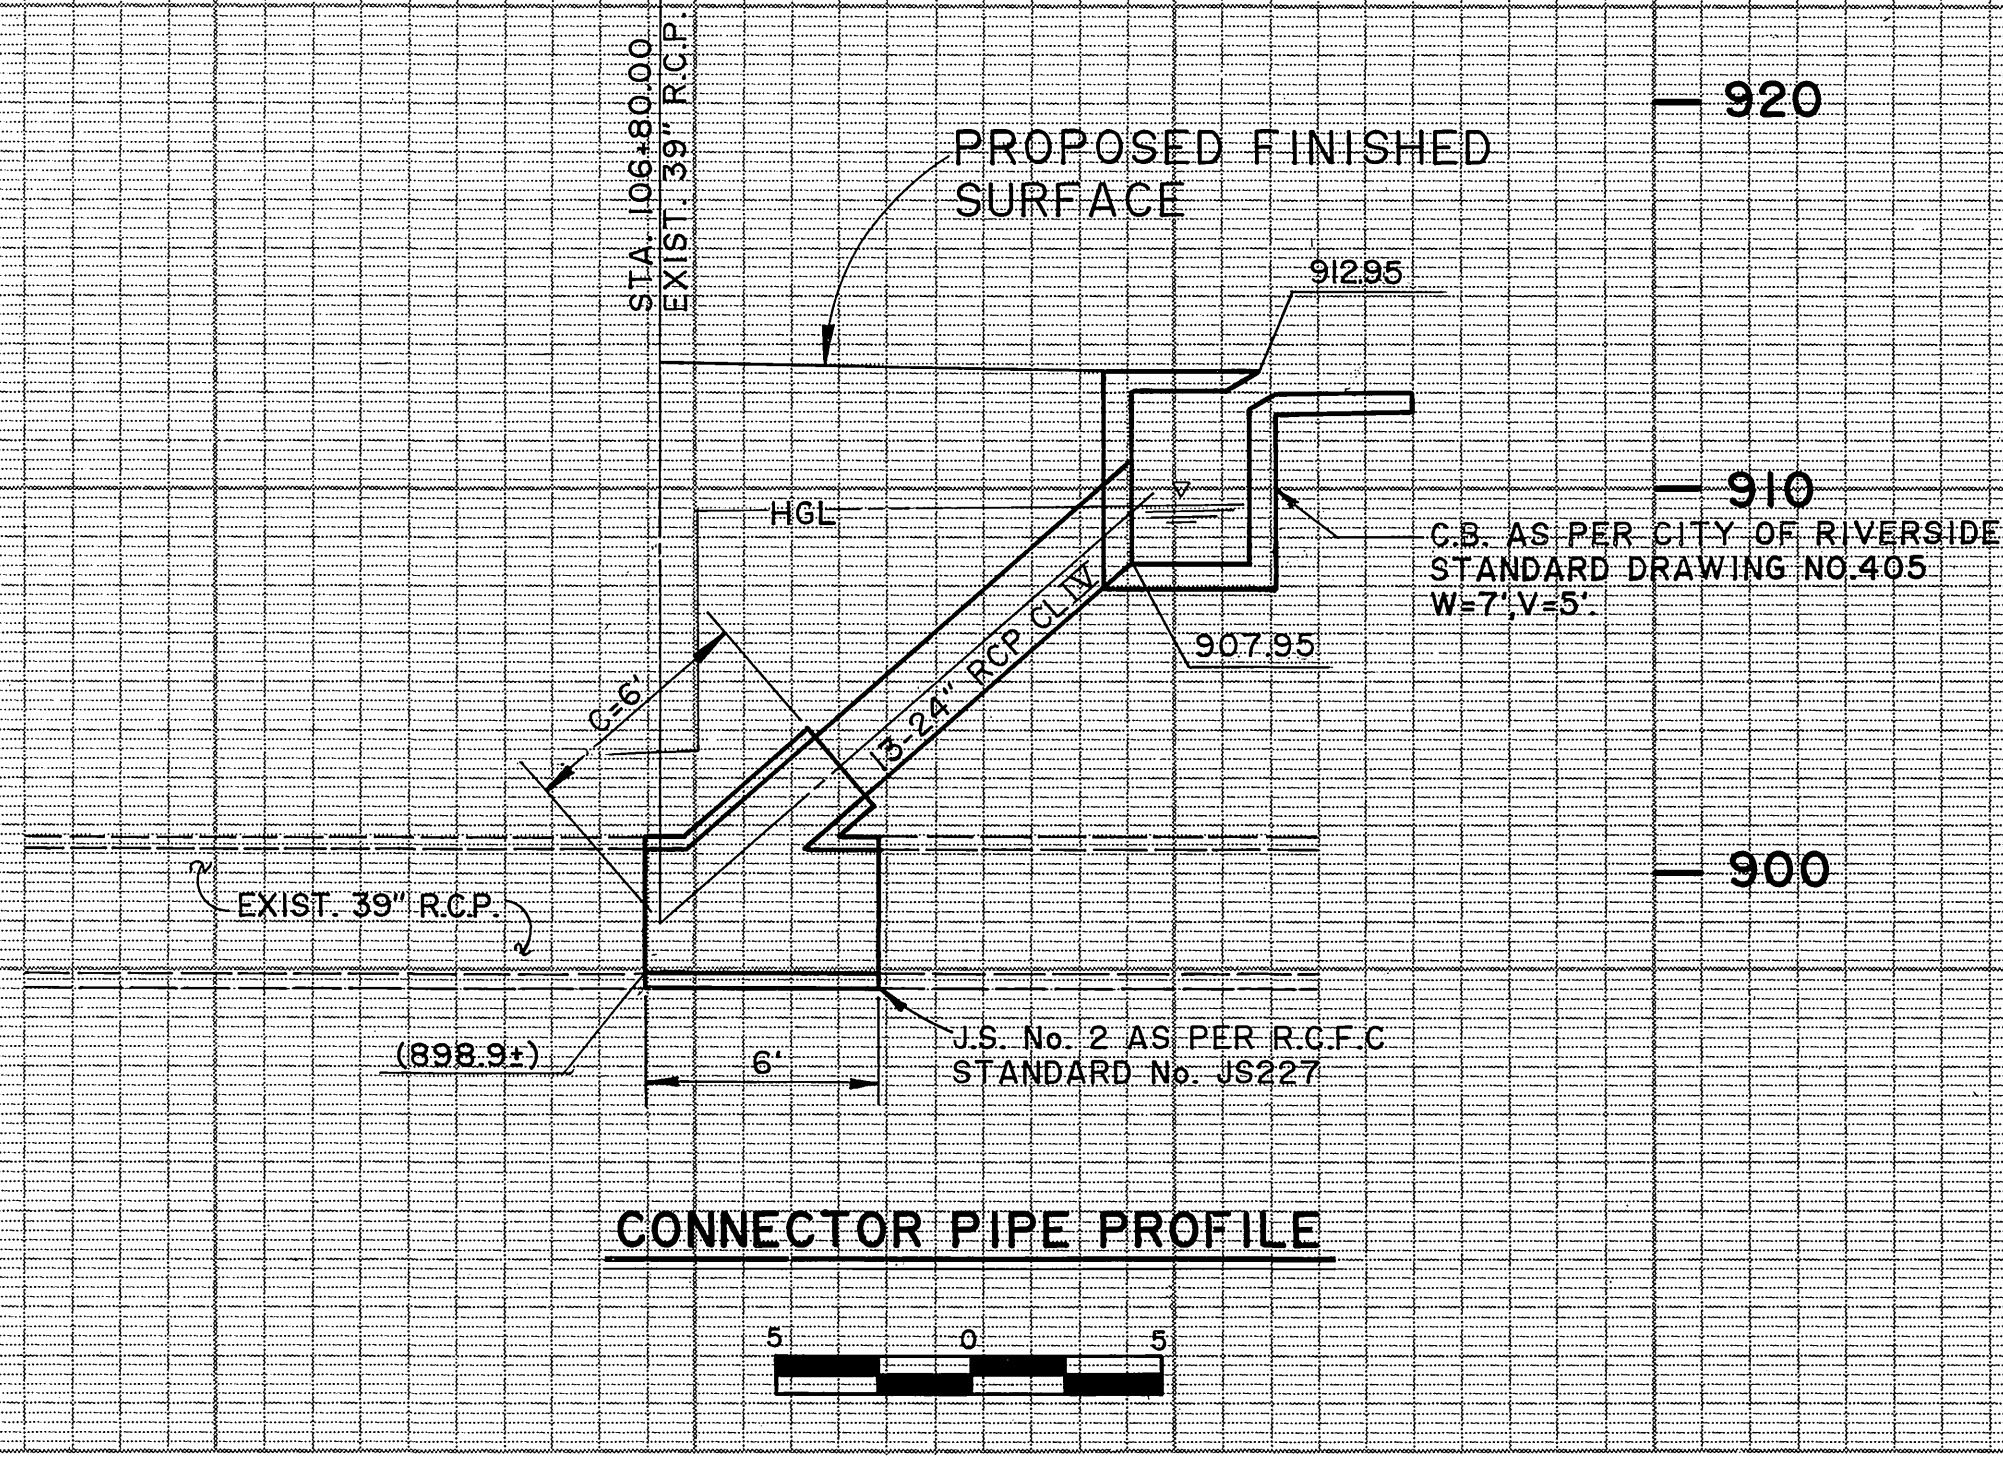 STA. 106+80.00
EXIST. 39" R.C.P.
920
PROPOSED FINISHED
SURFACE
912.95
910
HGL
C.B. AS PER CITY OF RIVERSIDE
STANDARD DRAWING NO.405
W=7', V=5'.
13-24" RCP CL IV
907.95
C=6'
900
EXIST. 39" R.C.P.
(898.9±)
6'
J.S. No. 2 AS PER R.C.F.C
STANDARD No. JS227
CONNECTOR PIPE PROFILE
5 0 5